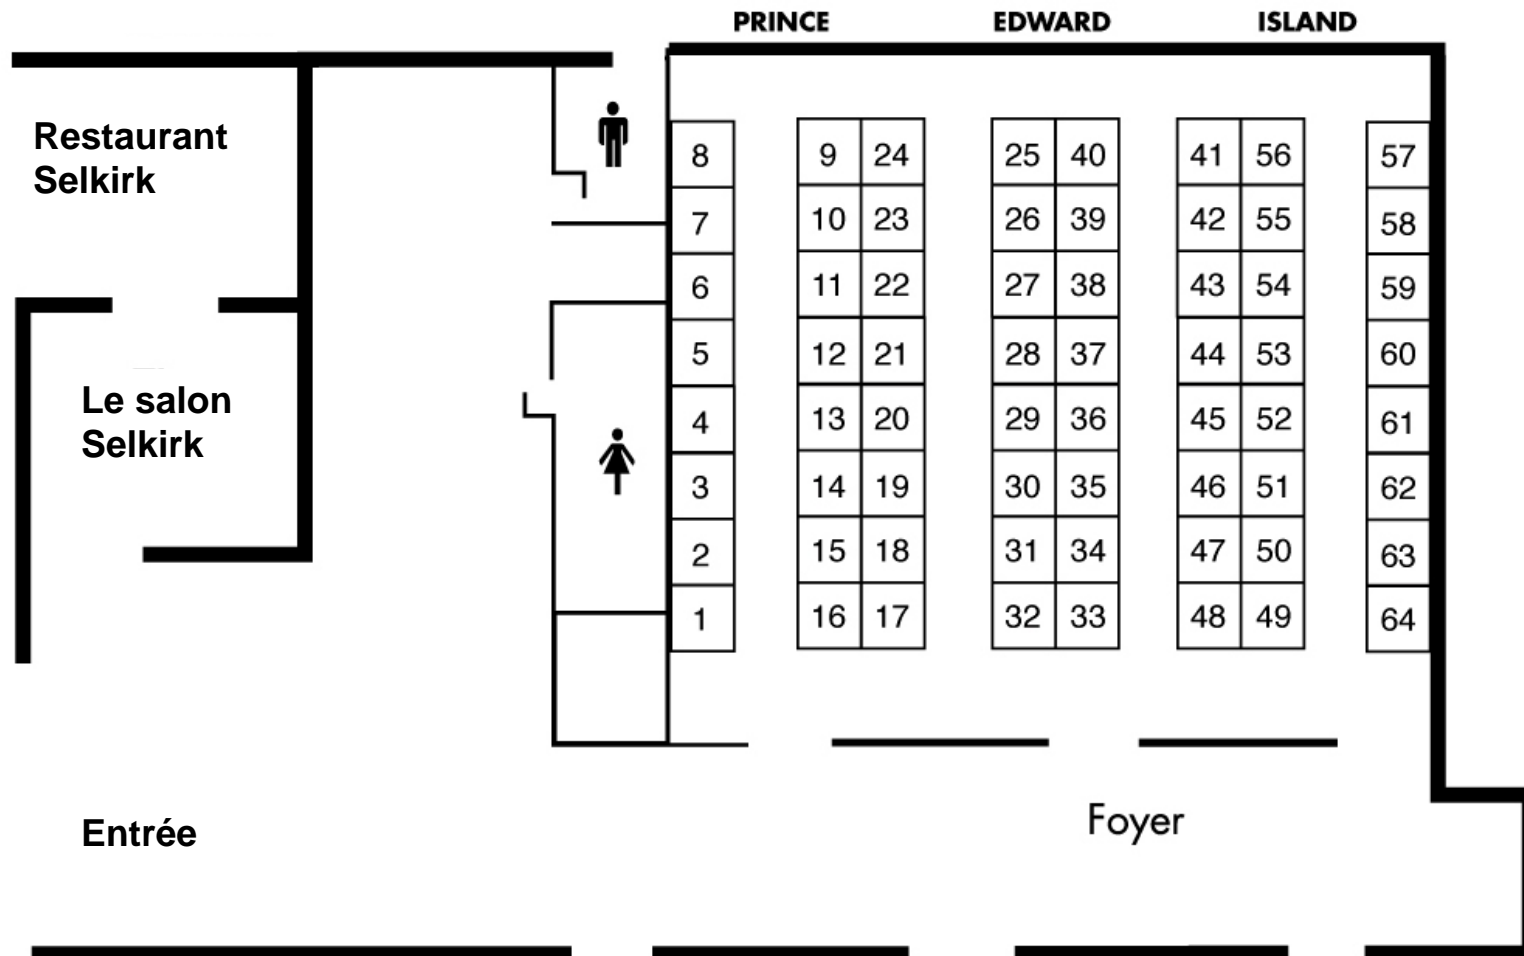 PRINCE EDWARD ISLAND
Restaurant
Selkirk
8 9 24 25 40 41 56 57
7 10 23 26 39 42 55 58
6 11 22 27 38 43 54 59
5 12 21 28 37 44 53 60
Le salon
Selkirk
4 13 20 29 36 45 52 61
3 14 19 30 35 46 51 62
2 15 18 31 34 47 50 63
1 16 17 32 33 48 49 64
Entrée
Foyer